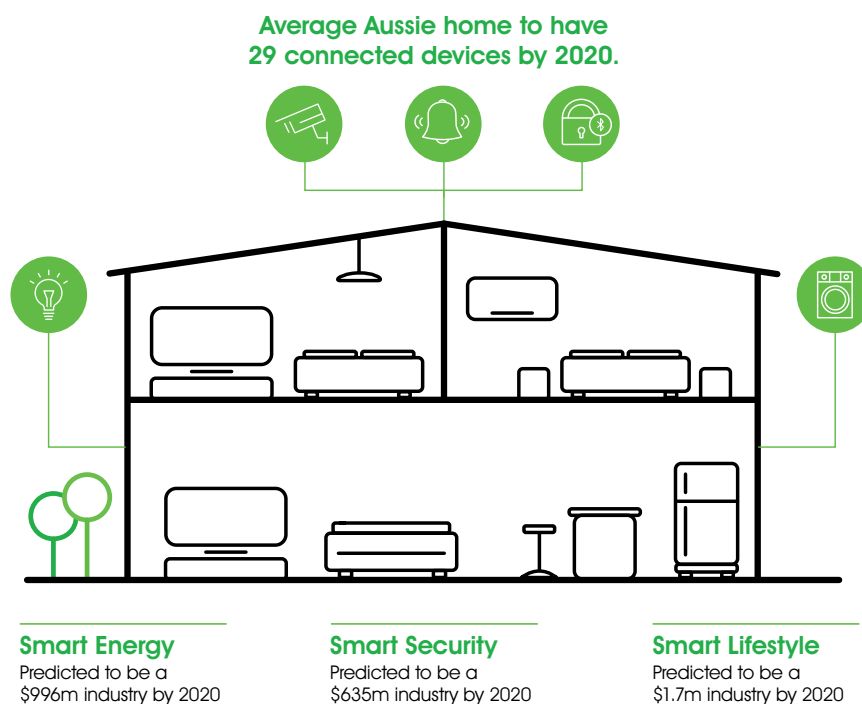 Average Aussie home to have
29 connected devices by 2020.
Smart Energy
Predicted to be a
$996m industry by 2020
Smart Security
Predicted to be a
$635m industry by 2020
Smart Lifestyle
Predicted to be a
$1.7m industry by 2020